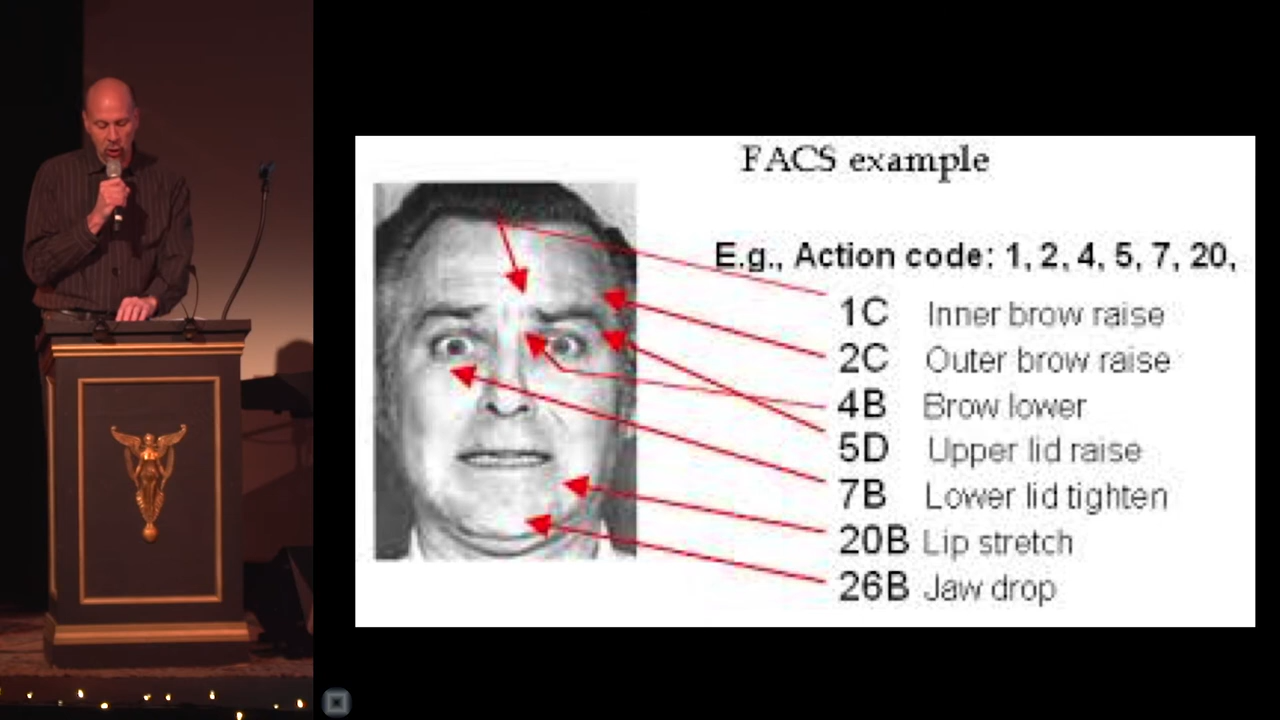 FACS example
E.g., Action code: 1, 2, 4, 5, 7, 20,
1C Inner brow raise
2C Outer brow raise
4B Brow lower
5D Upper lid raise
7B Lower lid tighten
20B Lip stretch
26B Jaw drop